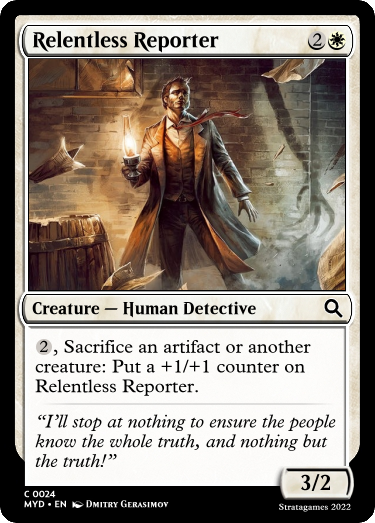 Relentless Reporter 2
Creature — Human Detective
2, Sacrifice an artifact or another
creature: Put a +1/+1 counter on
Relentless Reporter.
“I’ll stop at nothing to ensure the people
know the whole truth, and nothing but
the truth!”
3/2
C 0024
MYD • EN Dmitry Gerasimov
Stratagames 2022